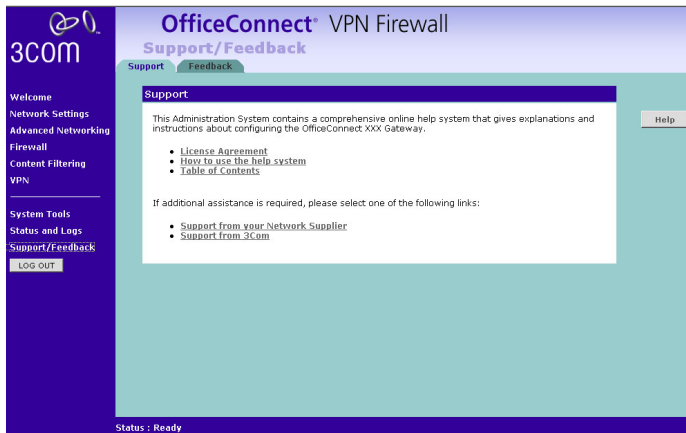 3COM
OfficeConnect® VPN Firewall
Support/Feedback
Support Feedback
Welcome
Network Settings
Advanced Networking
Firewall
Content Filtering
VPN
System Tools
Status and Logs
Support/Feedback
LOG OUT
Support
This Administration System contains a comprehensive online help system that gives explanations and
instructions about configuring the OfficeConnect XXX Gateway.
License Agreement
How to use the help system
Table of Contents
If additional assistance is required, please select one of the following links:
Support from your Network Supplier
Support from 3Com
Help
Status : Ready